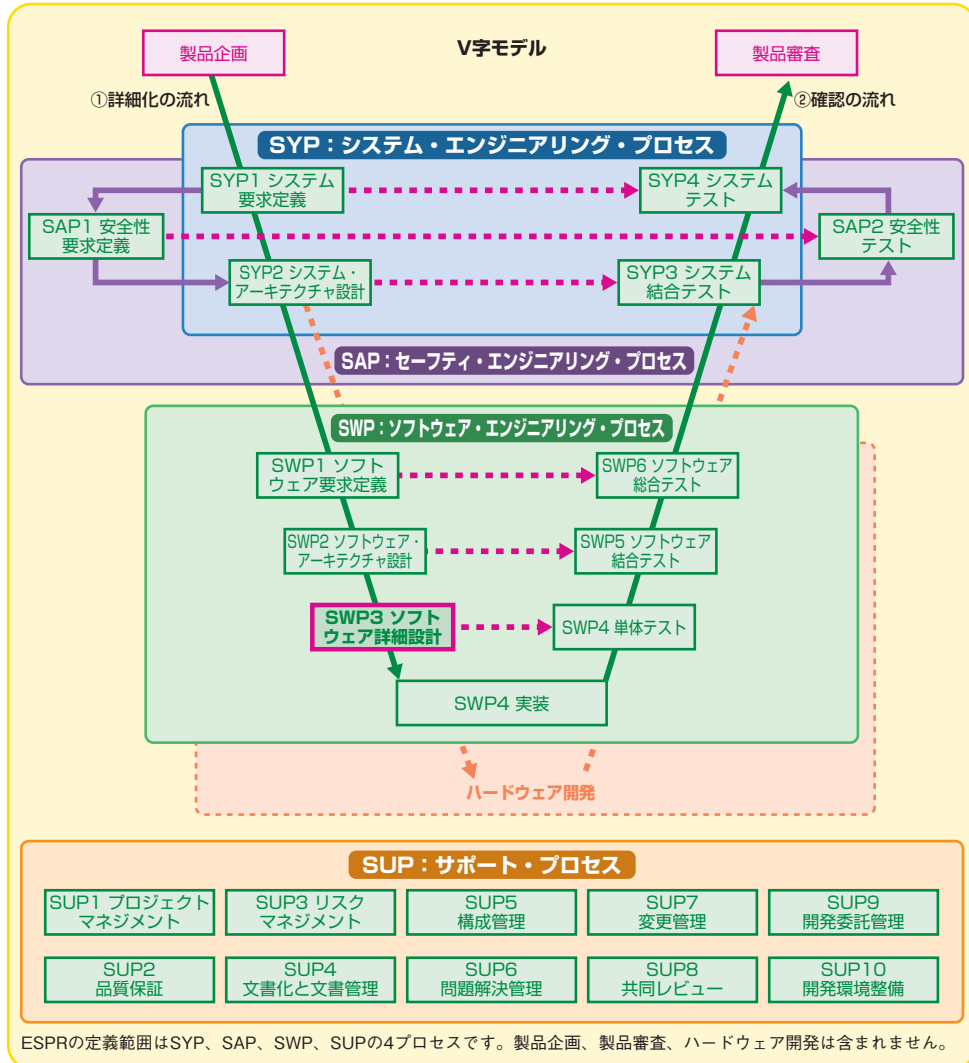 V字モデル
製品企画
製品審査
①詳細化の流れ
②確認の流れ
SYP：システム・エンジニアリング・プロセス
SYP1 システム
要求定義
SYP4 システム
テスト
SAP1 安全性
要求定義
SAP2 安全性
テスト
SYP2 システム・
アーキテクチャ設計
SYP3 システム
結合テスト
SAP：セーフティ・エンジニアリング・プロセス
SWP：ソフトウェア・エンジニアリング・プロセス
SWP1 ソフト
ウェア要求定義
SWP6 ソフトウェア
総合テスト
SWP2 ソフトウェア・
アーキテクチャ設計
SWP5 ソフトウェア
結合テスト
SWP3 ソフト
ウェア詳細設計
SWP4 単体テスト
SWP4 実装
ハードウェア開発
SUP：サポート・プロセス
SUP1 プロジェクト
マネジメント
SUP3 リスク
マネジメント
SUP5
構成管理
SUP7
変更管理
SUP9
開発委託管理
SUP2
品質保証
SUP4
文書化と文書管理
SUP6
問題解決管理
SUP8
共同レビュー
SUP10
開発環境整備
ESPRの定義範囲はSYP、SAP、SWP、SUPの4プロセスです。製品企画、製品審査、ハードウェア開発は含まれません。